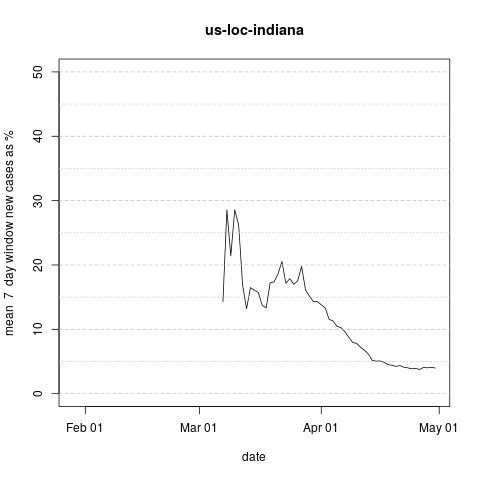 us-loc-indiana
mean 7 day window new cases as %
50
40
30
20
10
0
Feb 01
Mar 01
Apr 01
May 01
date